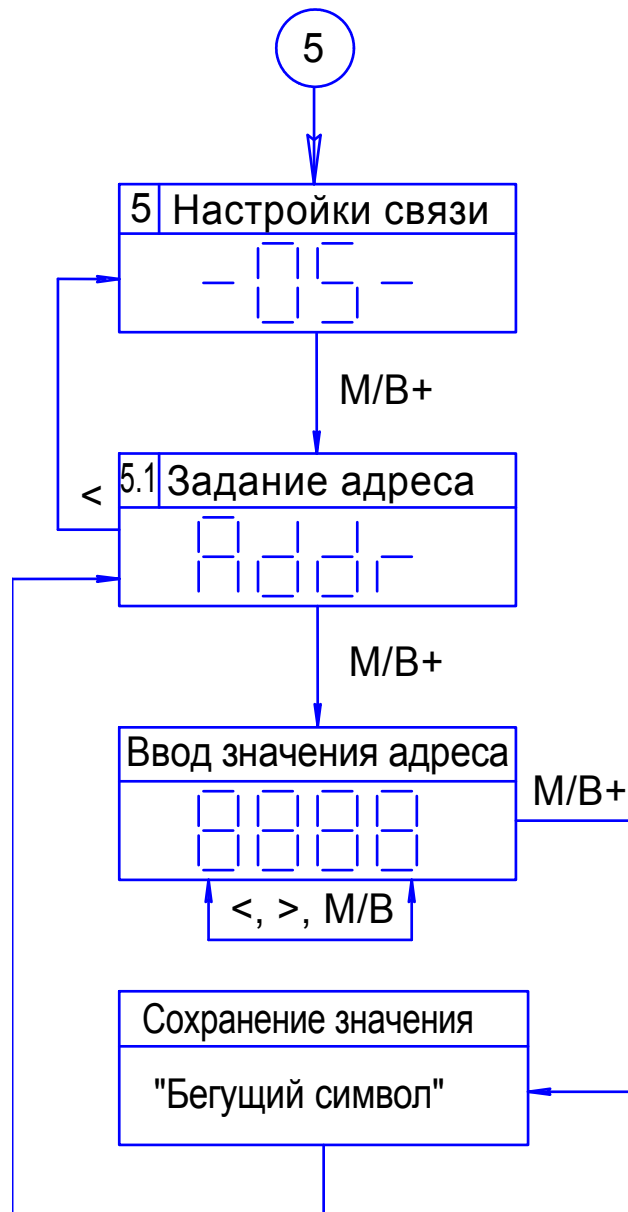 5
5 Настройки связи
-05-
М/В+
<
5.1 Задание адреса
Addr
М/В+
Ввод значения адреса
8888
М/В+
<, >, М/В
Сохранение значения
"Бегущий символ"